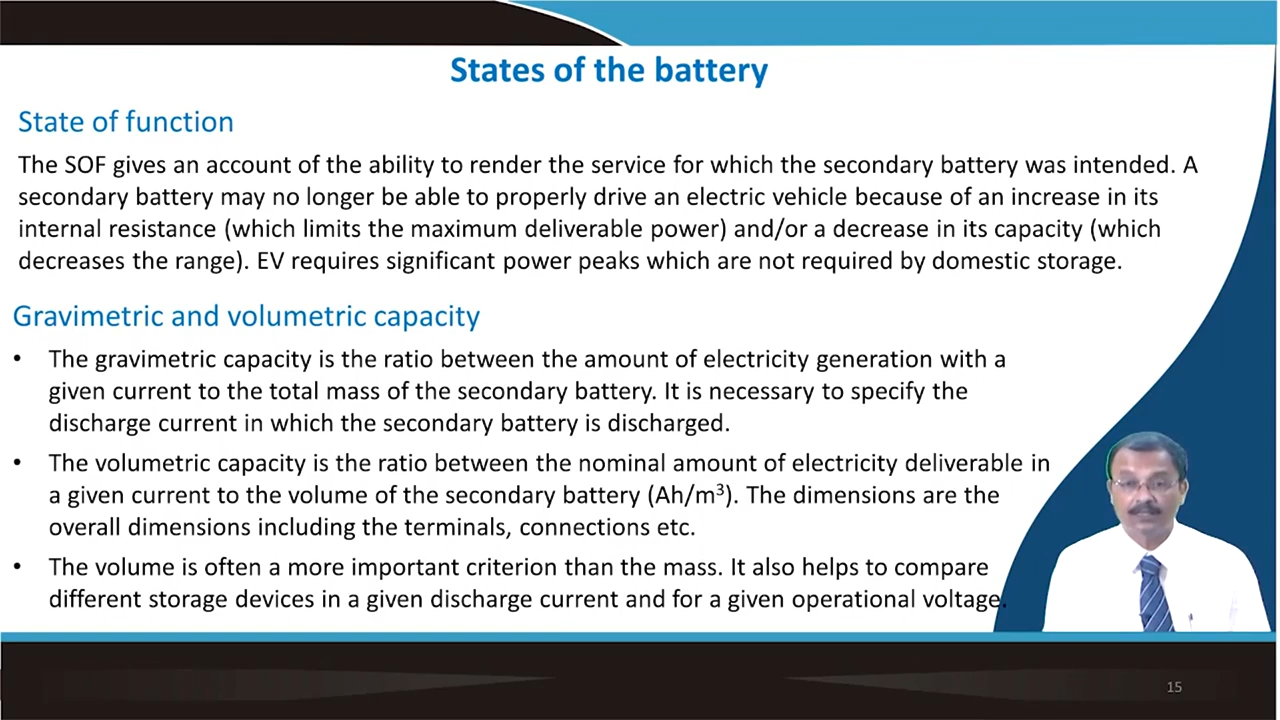 States of the battery
State of function
The SOF gives an account of the ability to render the service for which the secondary battery was intended. A
secondary battery may no longer be able to properly drive an electric vehicle because of an increase in its
internal resistance (which limits the maximum deliverable power) and/or a decrease in its capacity (which
decreases the range). EV requires significant power peaks which are not required by domestic storage.
Gravimetric and volumetric capacity
• The gravimetric capacity is the ratio between the amount of electricity generation with a
given current to the total mass of the secondary battery. It is necessary to specify the
discharge current in which the secondary battery is discharged.
• The volumetric capacity is the ratio between the nominal amount of electricity deliverable in
a given current to the volume of the secondary battery (Ah/m³). The dimensions are the
overall dimensions including the terminals, connections etc.
• The volume is often a more important criterion than the mass. It also helps to compare
different storage devices in a given discharge current and for a given operational voltage.
15